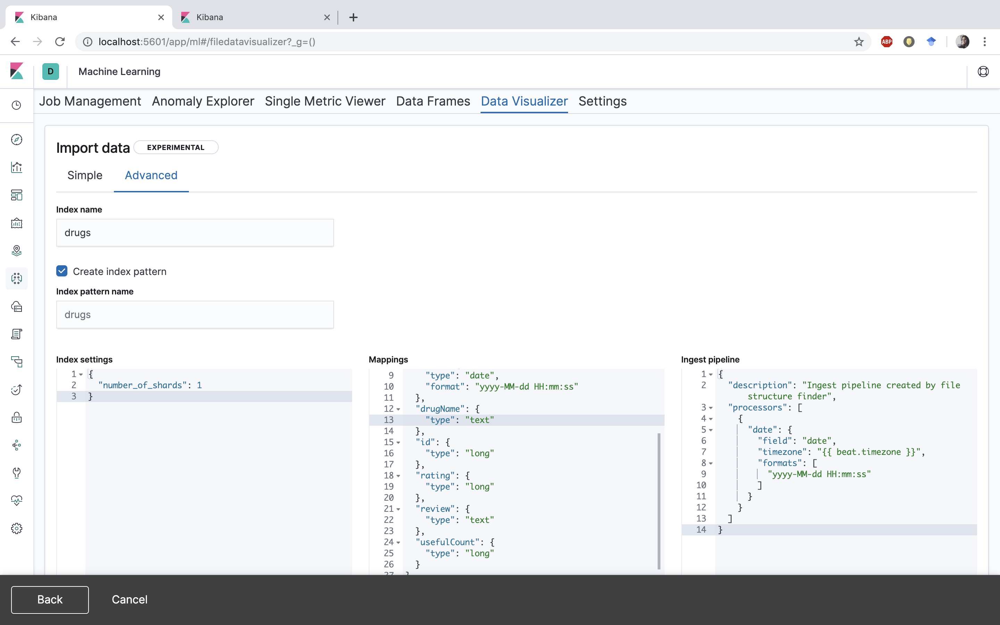 Kibana
Kibana
localhost:5601/app/ml#/filedatavisualizer?_g=()
ABP
D
Machine Learning
Job Management Anomaly Explorer Single Metric Viewer Data Frames Data Visualizer Settings
Import data EXPERIMENTAL
Simple Advanced
Index name
drugs
Create index pattern
Index pattern name
drugs
Index settings
1 {
2 "number_of_shards": 1
3 }
Mappings
9 "type": "date",
10 "format": "yyyy-MM-dd HH:mm:ss"
11 },
12 "drugName": {
13 "type": "text"
14 },
15 "id": {
16 "type": "long"
17 },
18 "rating": {
19 "type": "long"
20 },
21 "review": {
22 "type": "text"
23 },
24 "usefulCount": {
25 "type": "long"
26 }
27 }
Ingest pipeline
1 {
2 "description": "Ingest pipeline created by file
structure finder",
3 "processors": [
4 {
5 "date": {
6 "field": "date",
7 "timezone": "{{ beat.timezone }}",
8 "formats": [
9 "yyyy-MM-dd HH:mm:ss"
10 ]
11 }
12 }
13 ]
14 }
Back Cancel